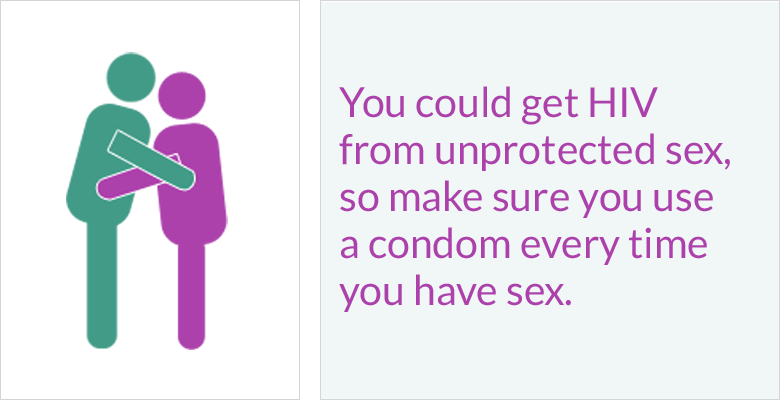 You could get HIV
from unprotected sex,
so make sure you use
a condom every time
you have sex.